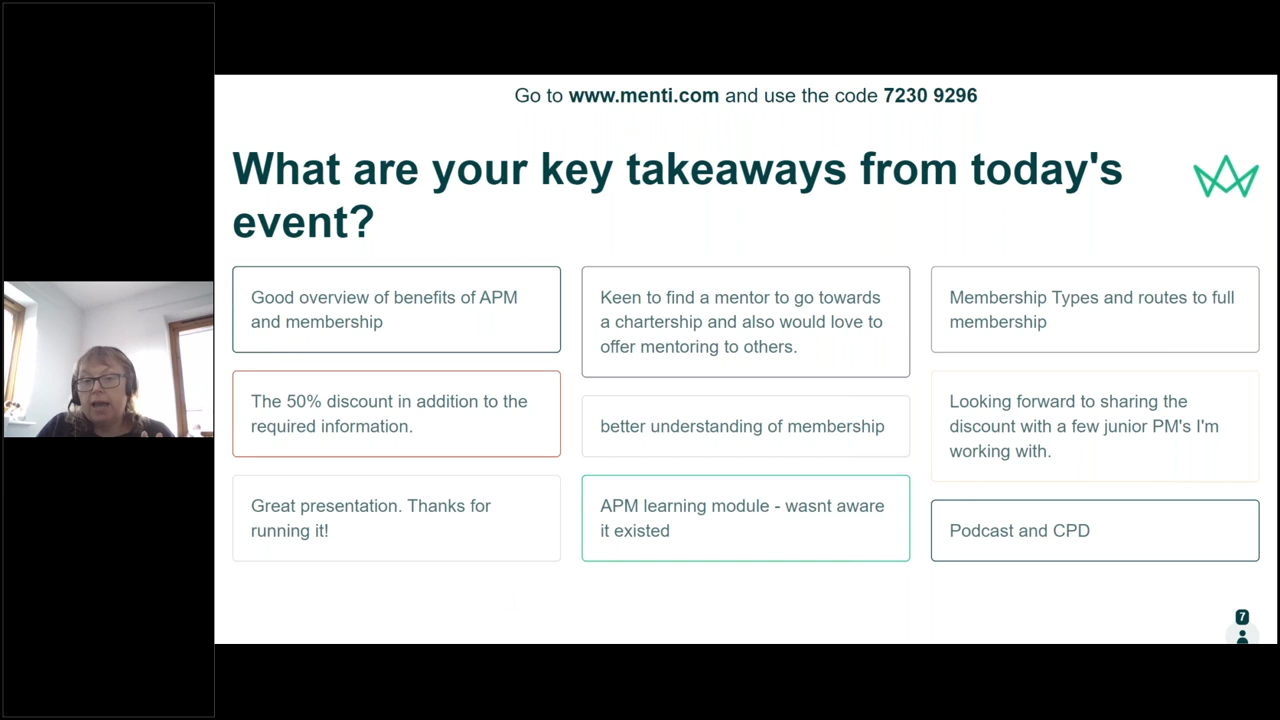 Go to www.menti.com and use the code 7230 9296
What are your key takeaways from today's
event?
Good overview of benefits of APM
and membership
The 50% discount in addition to the
required information.
Great presentation. Thanks for
running it!
Keen to find a mentor to go towards
a chartership and also would love to
offer mentoring to others.
better understanding of membership
APM learning module - wasnt aware
it existed
Membership Types and routes to full
membership
Looking forward to sharing the
discount with a few junior PM's I'm
working with.
Podcast and CPD
7